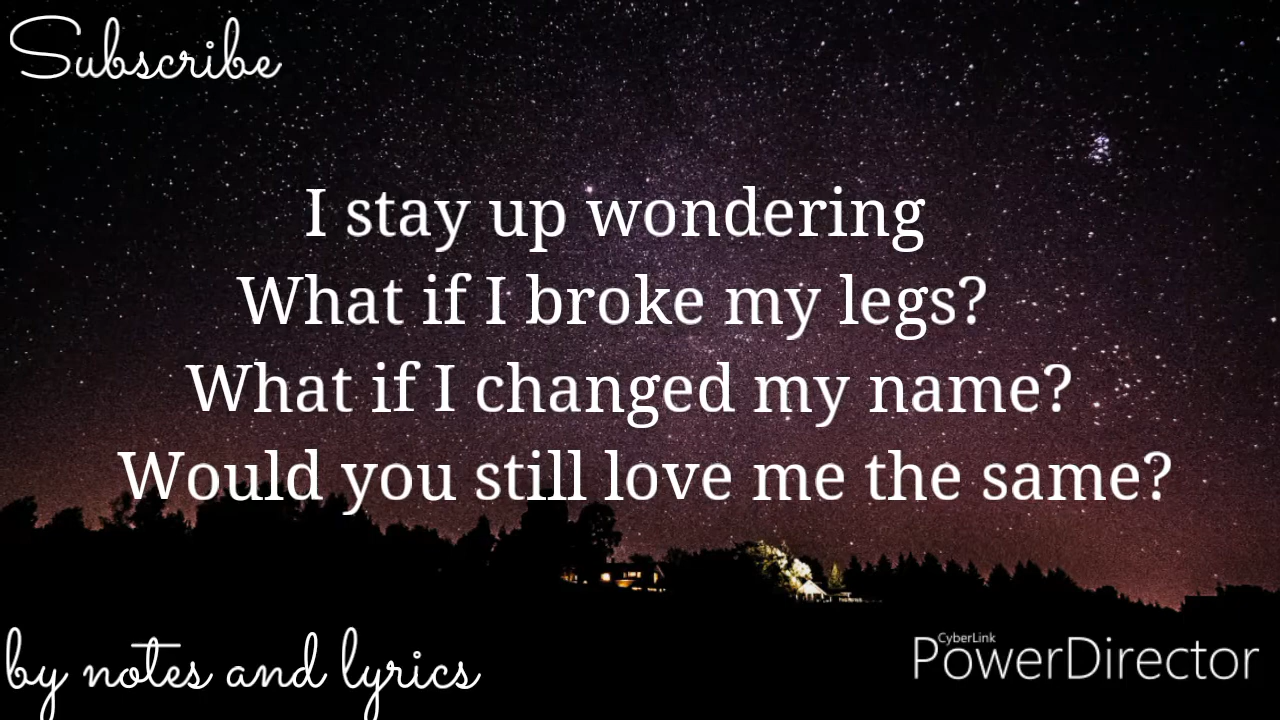 Subscribe
I stay up wondering
What if I broke my legs?
What if I changed my name?
Would you still love me the same?
by notes and lyrics
CyberLink
PowerDirector